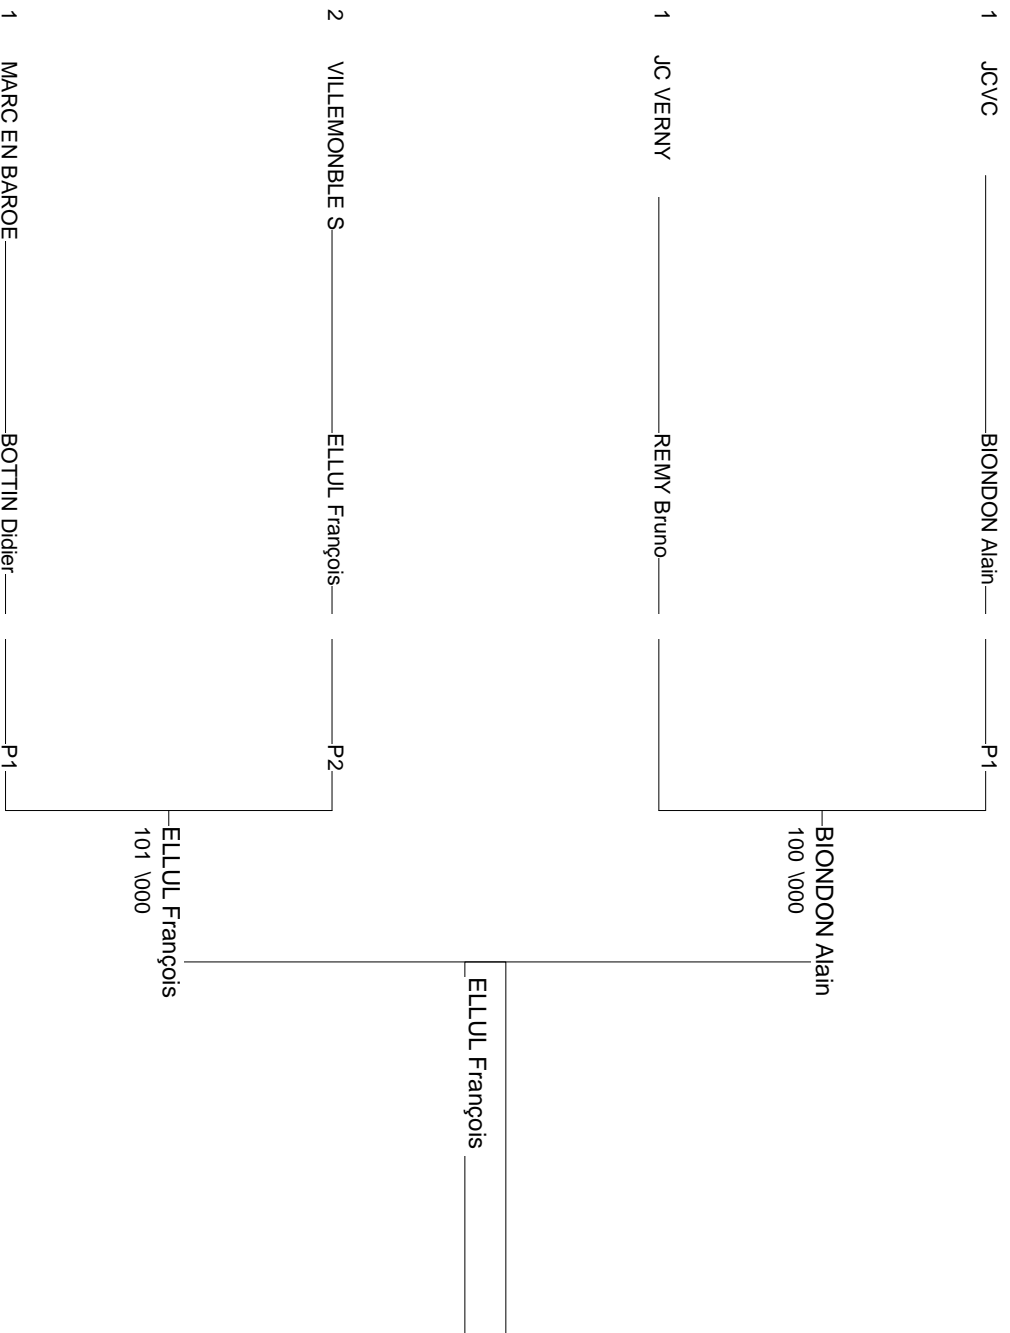 1 JCVC BIONDON Alain P1
BIONDON Alain
100 \000
1 JC VERNY REMY Bruno
ELLUL François
2 VILLEMONBLE S ELLUL François P2
ELLUL François
101 \000
1 MARC EN BAROE BOTTIN Didier P1